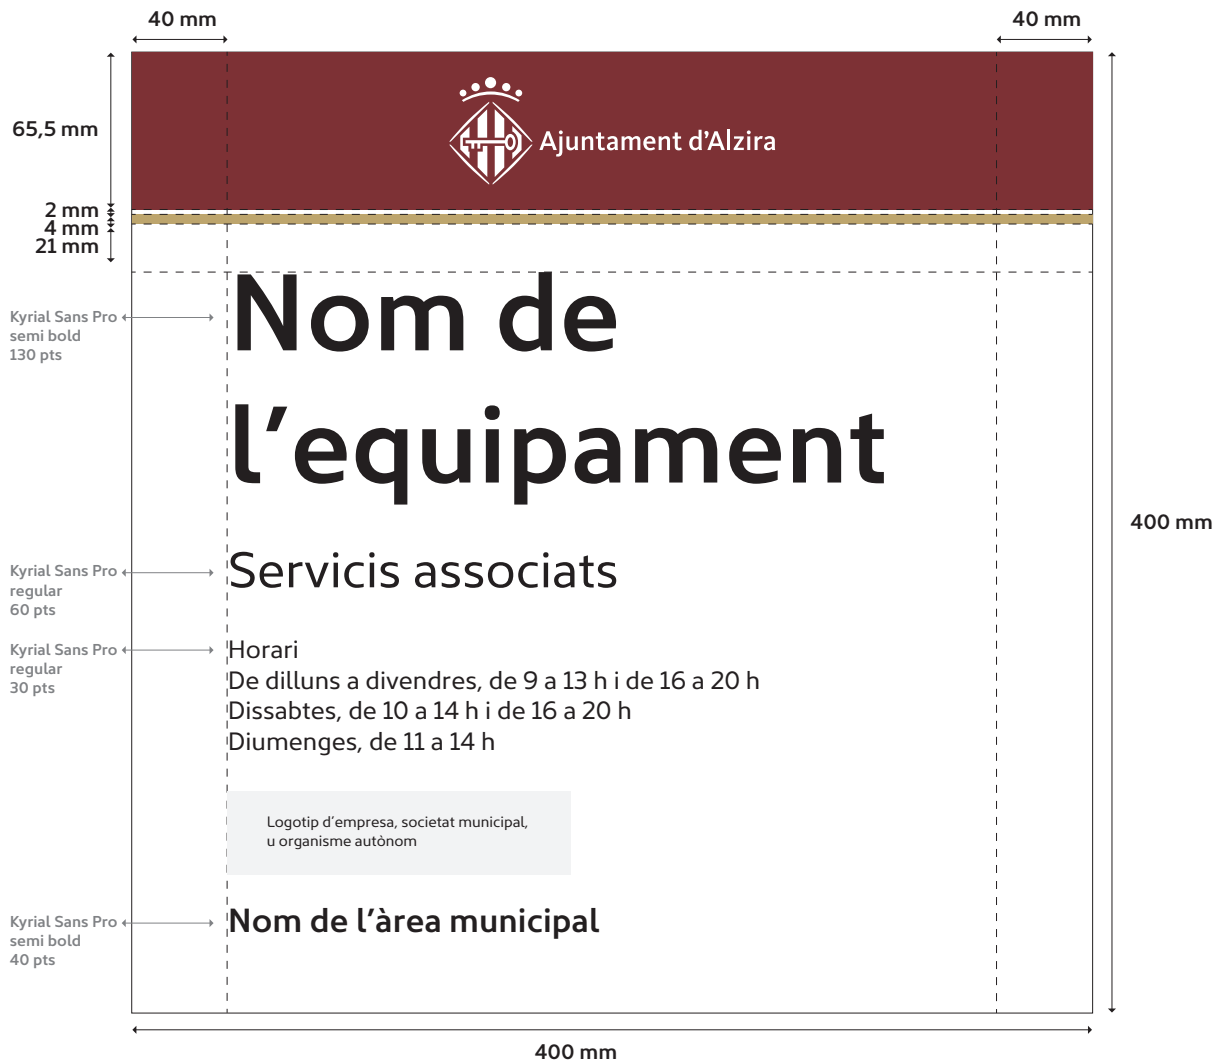 40 mm
40 mm
65,5 mm
Ajuntament d'Alzira
2 mm
4 mm
21 mm
Nom de
l'equipament
Kyrial Sans Pro
semi bold
130 pts
400 mm
Servicis associats
Kyrial Sans Pro
regular
60 pts
Kyrial Sans Pro
regular
30 pts
Horari
De dilluns a divendres, de 9 a 13 h i de 16 a 20 h
Dissabtes, de 10 a 14 h i de 16 a 20 h
Diumenges, de 11 a 14 h
Logotip d'empresa, societat municipal,
u organisme autònom
Kyrial Sans Pro
semi bold
40 pts
Nom de l'àrea municipal
400 mm